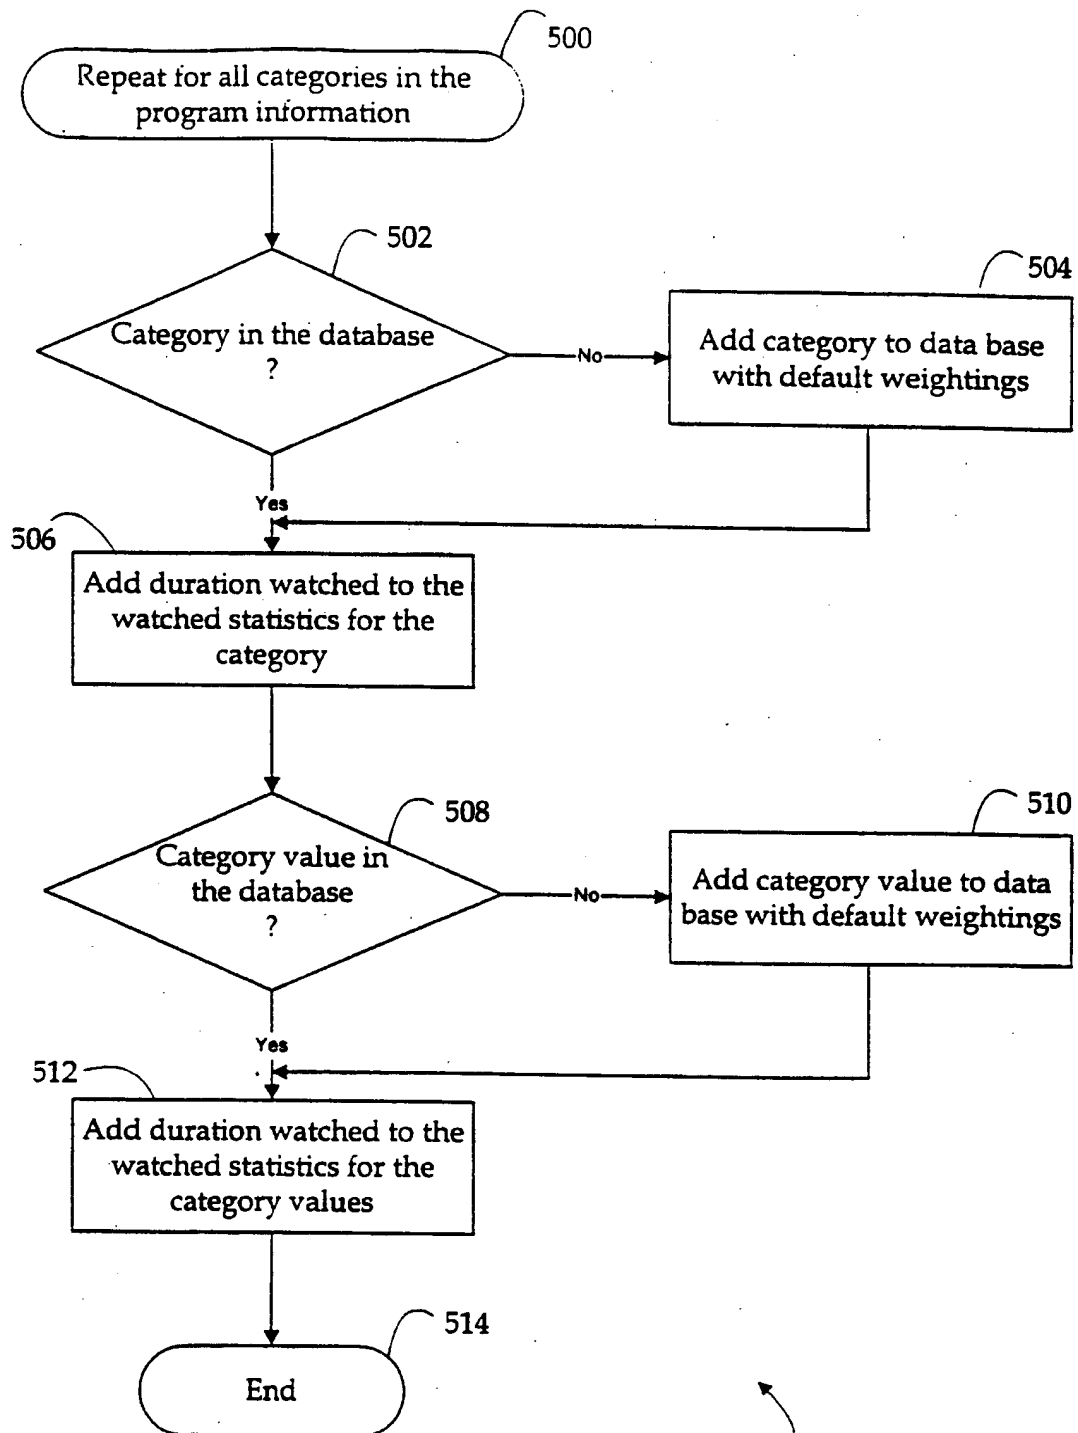 500
Repeat for all categories in the
program information
502
Category in the database
?
No
504
Add category to data base
with default weightings
Yes
506
Add duration watched to the
watched statistics for the
category
508
Category value in
the database
?
No
510
Add category value to data
base with default weightings
Yes
512
Add duration watched to the
watched statistics for the
category values
514
End